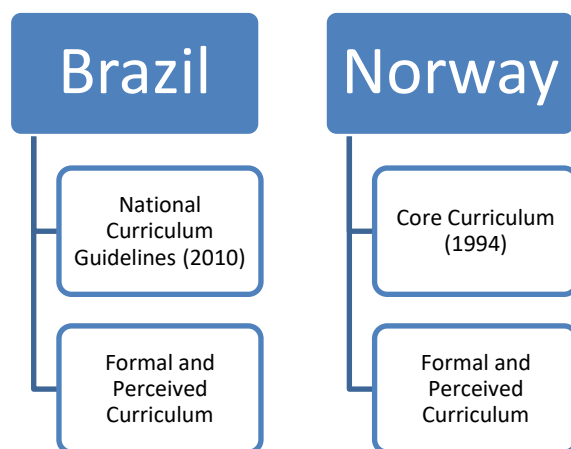 Brazil
National
Curriculum
Guidelines (2010)
Formal and
Perceived
Curriculum
Norway
Core Curriculum
(1994)
Formal and
Perceived
Curriculum